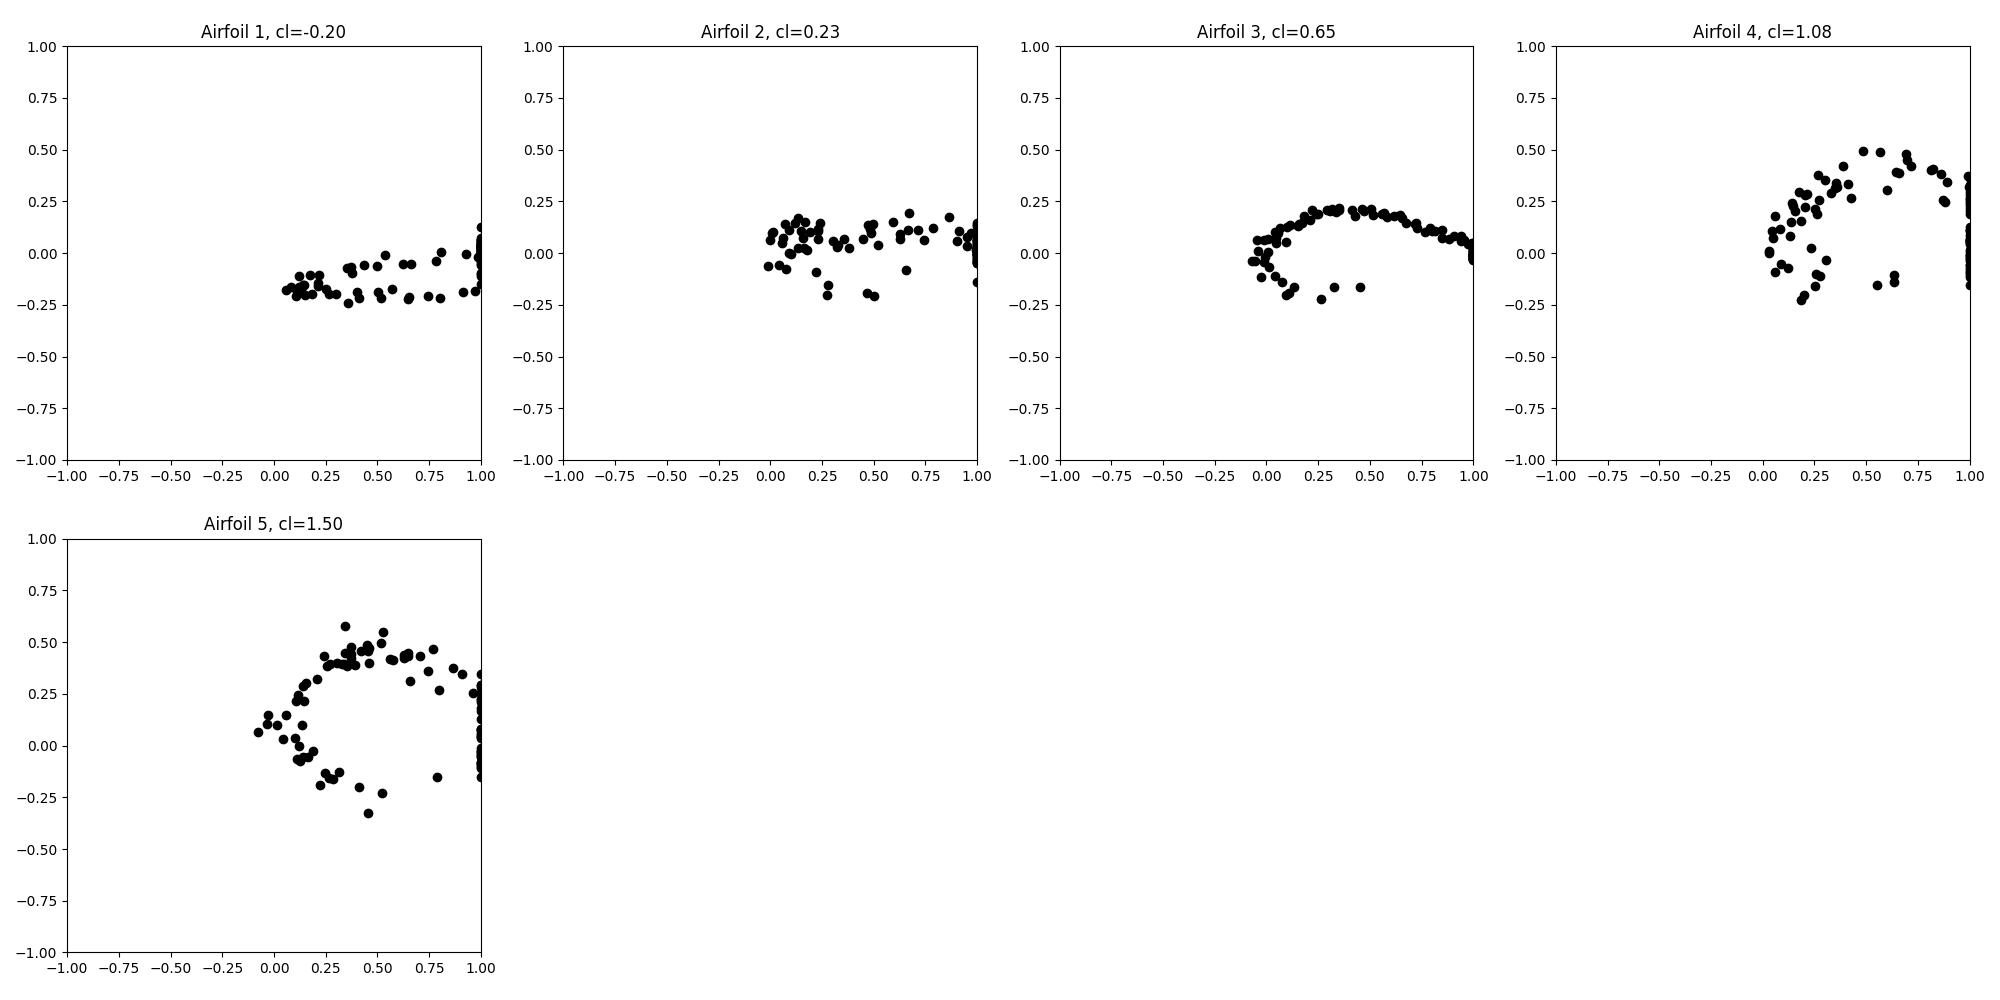 Airfoil 1, cl=-0.20
Airfoil 2, cl=0.23
Airfoil 3, cl=0.65
Airfoil 4, cl=1.08
1.00 1.00 1.00 1.00
0.75 0.75 0.75 0.75
0.50 0.50 0.50 0.50
0.25 0.25 0.25 0.25
0.00 0.00 0.00 0.00
−0.25 −0.25 −0.25 −0.25
−0.50 −0.50 −0.50 −0.50
−0.75 −0.75 −0.75 −0.75
−1.00 −1.00 −1.00 −1.00
−1.00 −0.75 −0.50 −0.25 0.00 0.25 0.50 0.75 1.00
−1.00 −0.75 −0.50 −0.25 0.00 0.25 0.50 0.75 1.00
−1.00 −0.75 −0.50 −0.25 0.00 0.25 0.50 0.75 1.00
−1.00 −0.75 −0.50 −0.25 0.00 0.25 0.50 0.75 1.00
Airfoil 5, cl=1.50
1.00
0.75
0.50
0.25
0.00
−0.25
−0.50
−0.75
−1.00
−1.00 −0.75 −0.50 −0.25 0.00 0.25 0.50 0.75 1.00